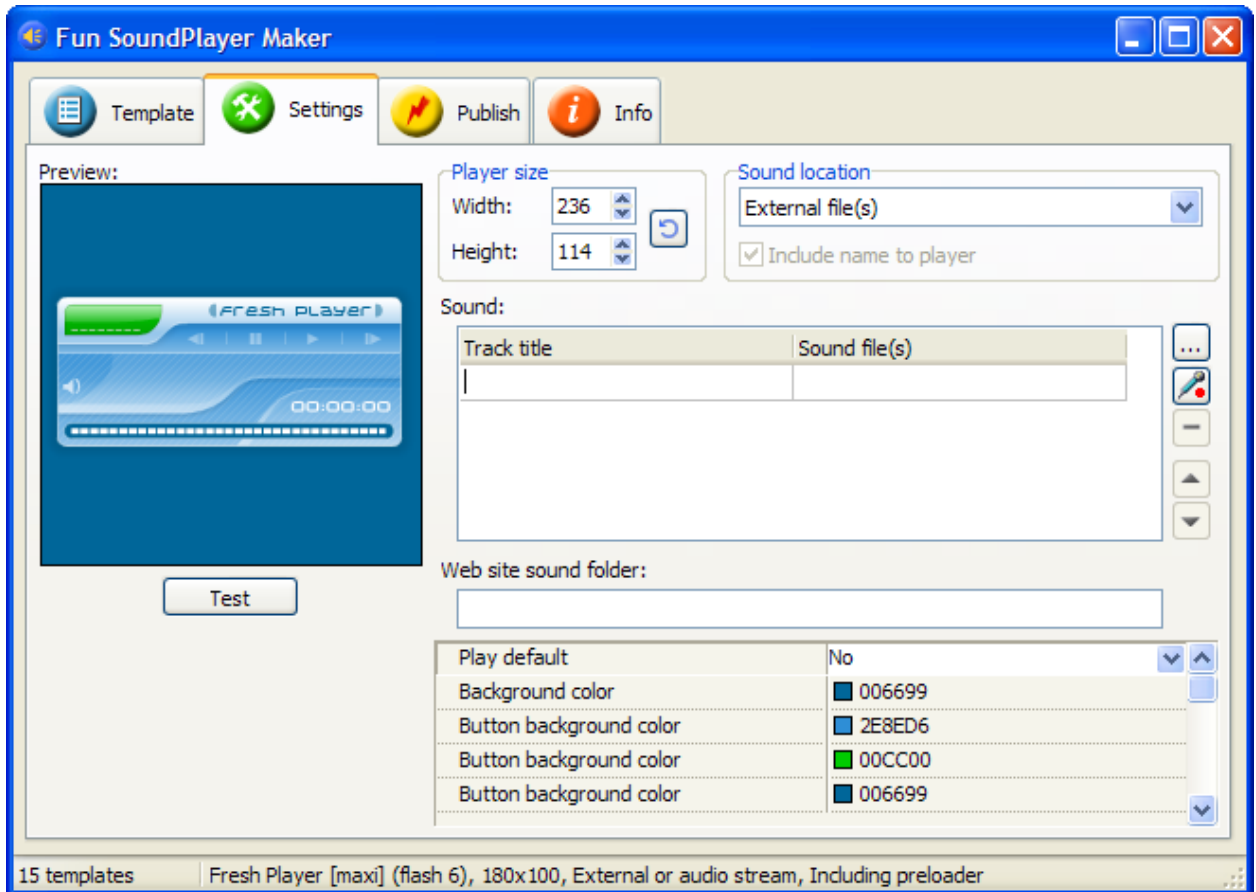 Fun SoundPlayer Maker
Template
Settings
Publish
Info
Preview:
(Fresh PLAYEr)
00:00:00
Test
Player size
Width:
236
Height:
114
Sound location
External file(s)
Include name to player
Sound:
Track title
Sound file(s)
...
Web site sound folder:
Play default
No
Background color
006699
Button background color
2E8ED6
Button background color
00CC00
Button background color
006699
15 templates
Fresh Player [maxi] (flash 6), 180x100, External or audio stream, Including preloader